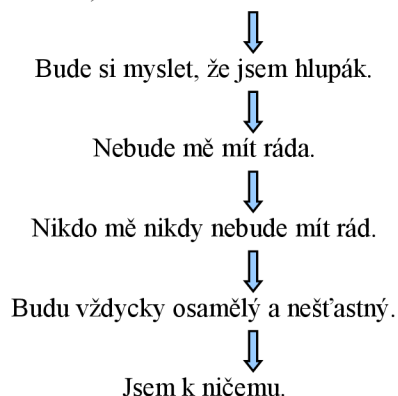 Bude si myslet, že jsem hlupák.
Nebude mě mít ráda.
Nikdo mě nikdy nebude mít rád.
Budu vždycky osamělý a nešťastný.
Jsem k ničemu.